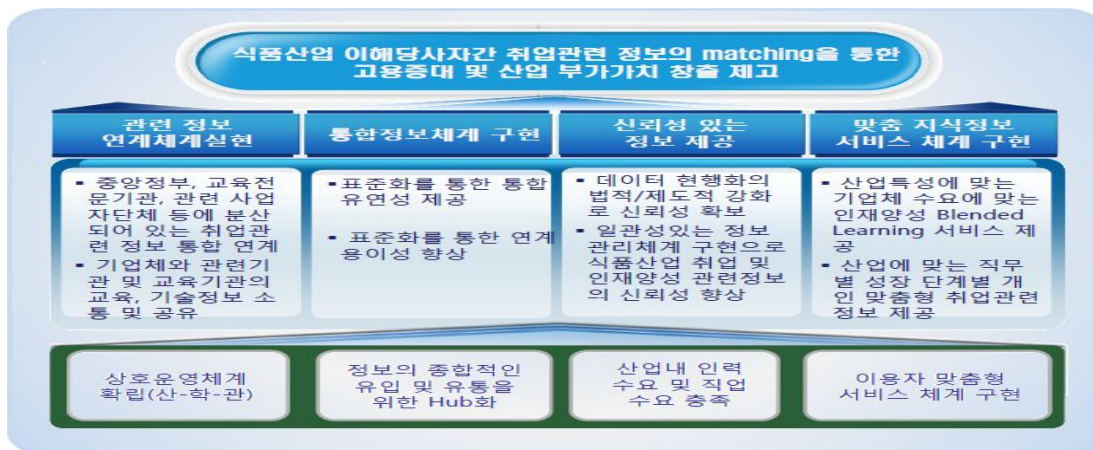 식품산업 이해당사자간 취업관련 정보의 matching을 통한
고용증대 및 산업 부가가치 창출 제고
관련 정보
연계체계실현
통합정보체계 구현
신뢰성 있는
정보 제공
맞춤 지식정보
서비스 체계 구현
▪ 중앙정부, 교육전
문기관, 관련 사업
자단체 등에 분산
되어 있는 취업관
련 정보 통합 연계
▪ 기업체와 관련기
관 및 교육기관의
교육, 기술정보 소
통 및 공유
▪ 표준화를 통한 통합
유연성 제공
▪ 표준화를 통한 연계
용이성 향상
▪ 데이터 현행화의
법적/제도적 강화
로 신뢰성 확보
▪ 일관성있는 정보
관리체계 구현으로
식품산업 취업 및
인재양성 관련정보
의 신뢰성 향상
▪ 산업특성에 맞는
기업체 수요에 맞는
인재양성 Blended
Learning 서비스 제
공
▪ 산업에 맞는 직무
별 성장 단계별 개
인 맞춤형 취업관련
정보 제공
상호운영체계
확립(산-학-관)
정보의 종합적인
유입 및 유통을
위한 Hub화
산업내 인력
수요 및 직업
수요 충족
이용자 맞춤형
서비스 체계 구현